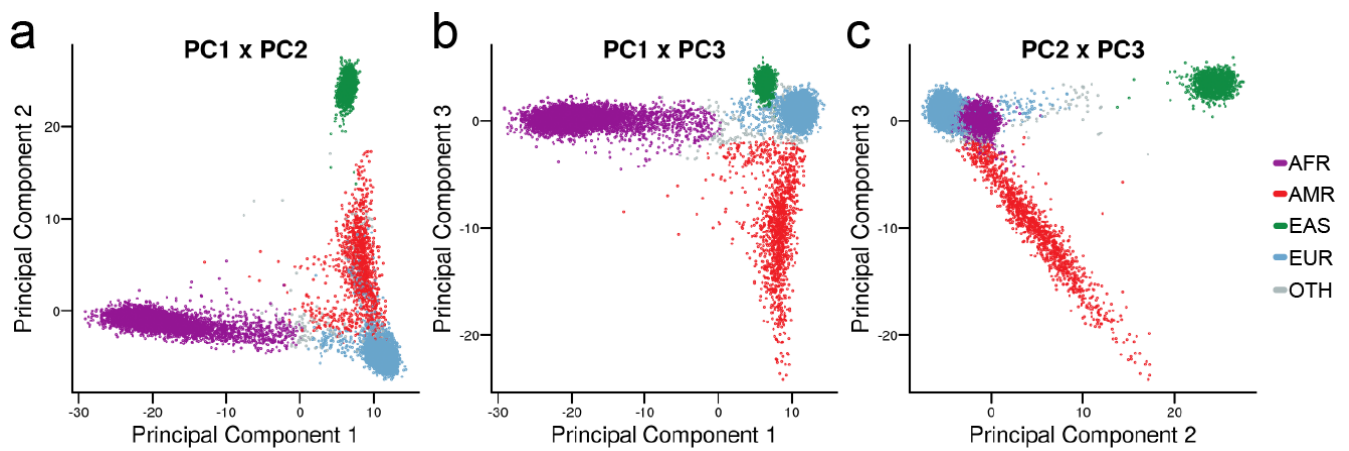 a
PC1 x PC2
Principal Component 2
20
10
0
-30
-20
-10
0
10
Principal Component 1
b
PC1 x PC3
Principal Component 3
0
-10
-20
-30
-20
-10
0
10
Principal Component 1
c
PC2 x PC3
Principal Component 3
0
-10
-20
0
10
20
Principal Component 2
AFR
AMR
EAS
EUR
OTH